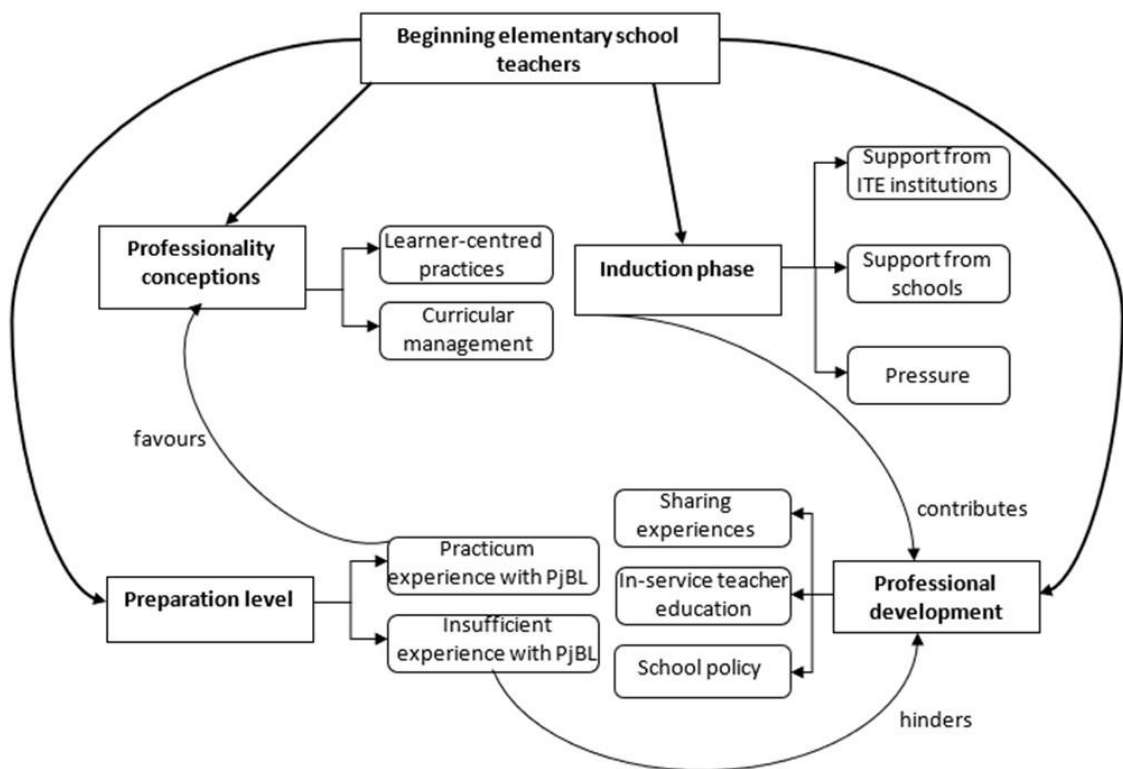 Beginning elementary school
teachers
Support from
ITE institutions
Professionality
conceptions
Learner-centred
practices
Induction phase
Support from
schools
Curricular
management
Pressure
favours
Sharing
experiences
contributes
Practicum
experience with PjBL
Preparation level
In-service teacher
education
Professional
development
Insufficient
experience with PjBL
School policy
hinders